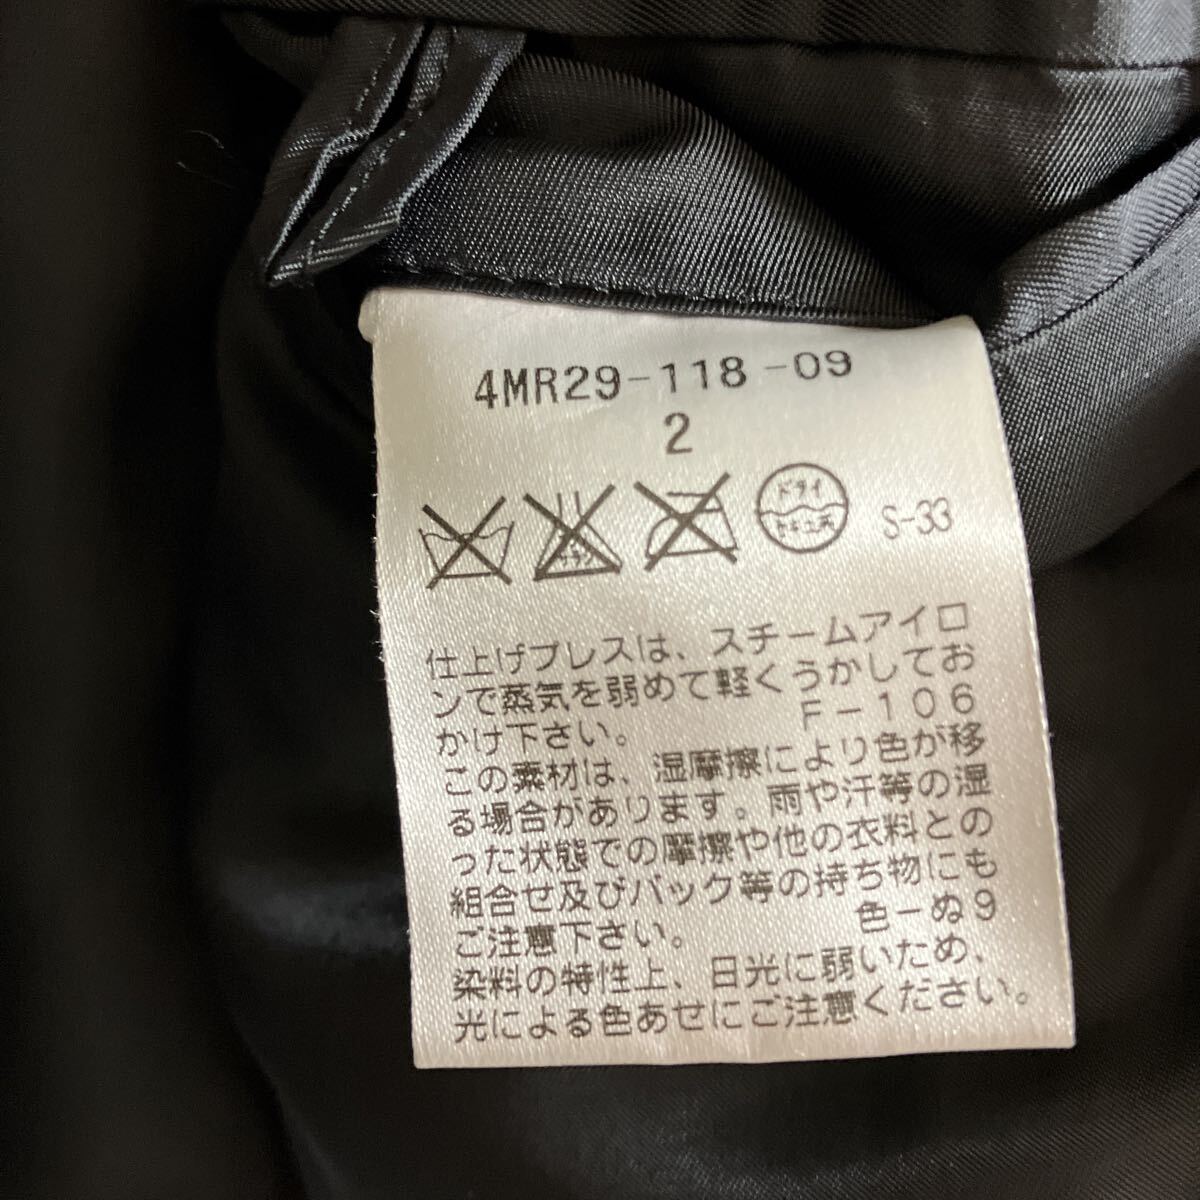 4MR29-118-09
2
ドライ
S-33
仕上げプレスは、スチームアイロ
ンで蒸気を弱めて軽くうかしてお
かけ下さい。 F-106
この素材は、湿摩擦により色が移
る場合があります。雨や汗等の湿
った状態での摩擦や他の衣料との
組合せ及びバック等の持ち物にも
ご注意下さい。 色-ぬ9
染料の特性上、日光に弱いため、
光による色あせにご注意ください。